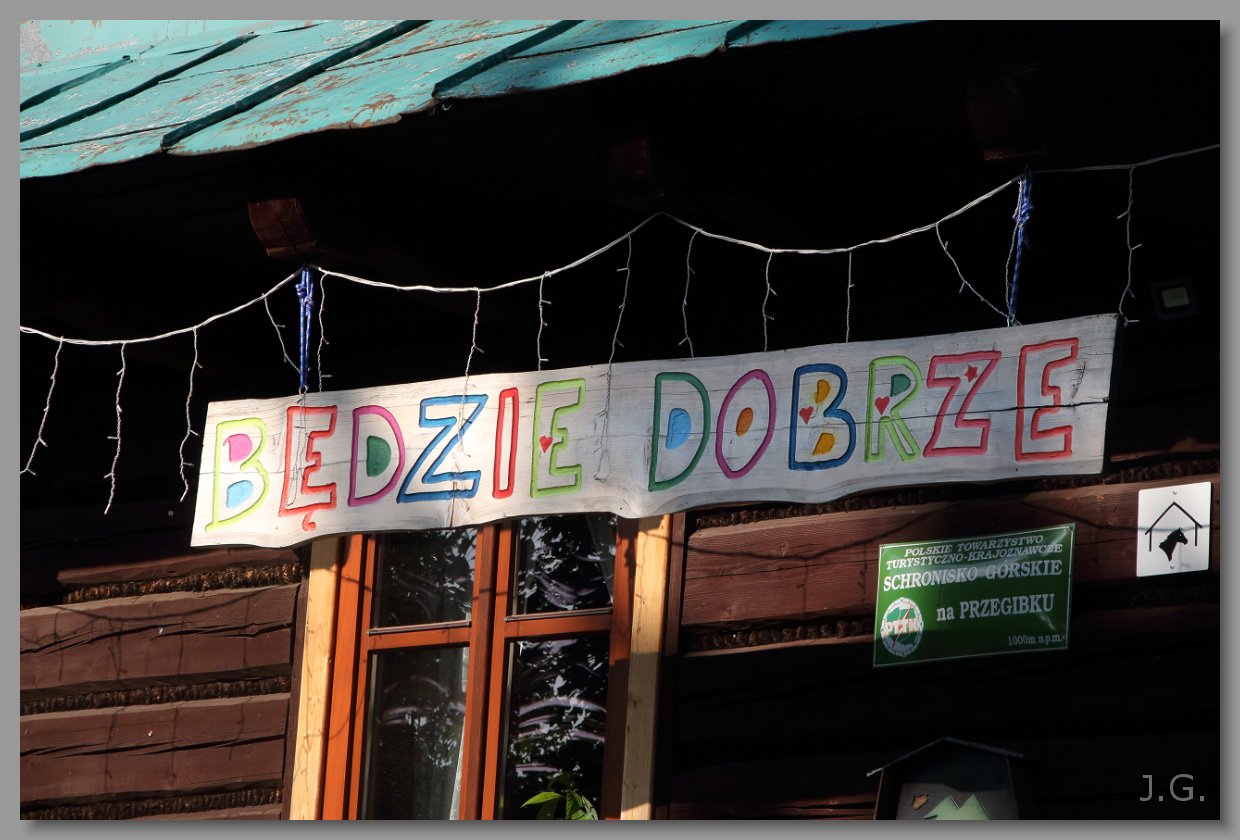 BĘDZIE DOBRZE
POLSKIE TOWARZYSTWO
TURYSTYCZNO-KRAJOZNAWCZE
SCHRONISKO GÓRSKIE
na PRZEGIBKU
PTTK
1000m n.p.m.
J.G.